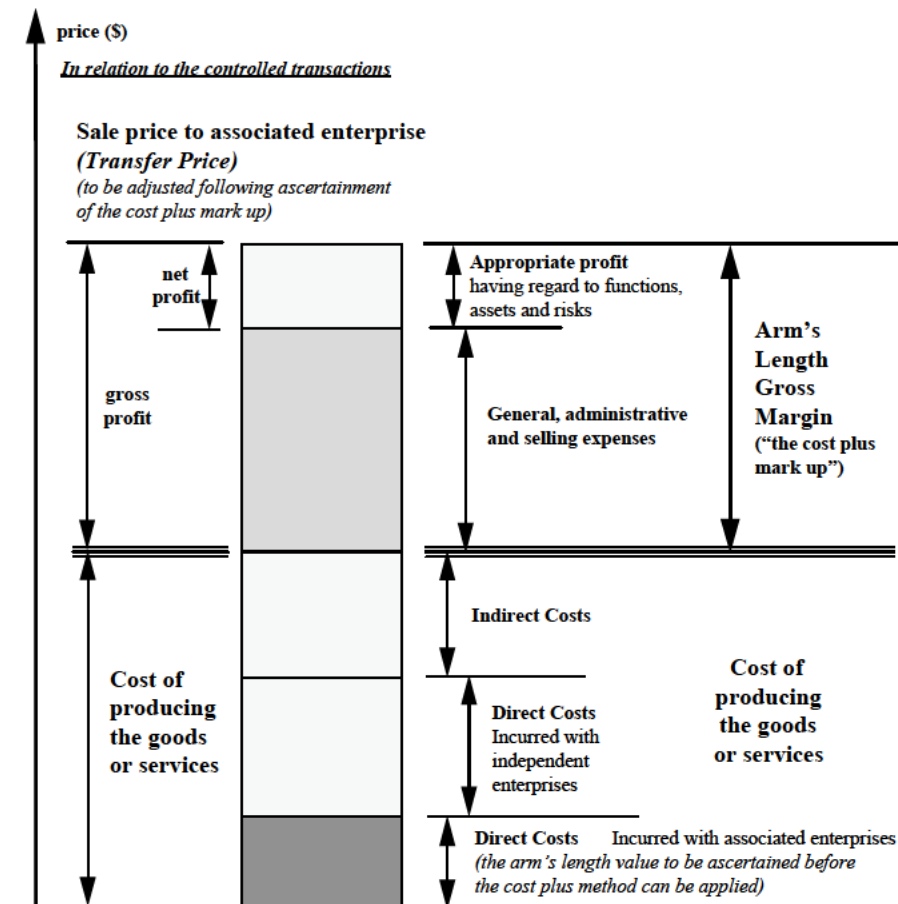 price ($)
In relation to the controlled transactions
Sale price to associated enterprise
(Transfer Price)
(to be adjusted following ascertainment
of the cost plus mark up)
net
profit
gross
profit
Appropriate profit
having regard to functions,
assets and risks
General, administrative
and selling expenses
Arm’s
Length
Gross
Margin
(“the cost plus
mark up”)
Cost of
producing
the goods
or services
Indirect Costs
Direct Costs
Incurred with
independent
enterprises
Cost of
producing
the goods
or services
Direct Costs Incurred with associated enterprises
(the arm’s length value to be ascertained before
the cost plus method can be applied)